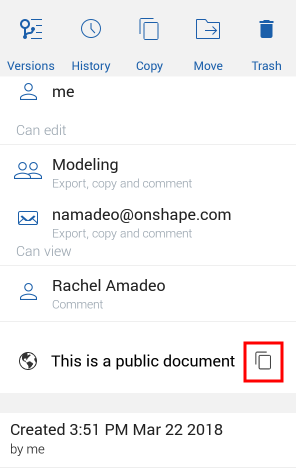 Versions History Copy Move Trash
me
Can edit
Modeling
Export, copy and comment
namadeo@onshape.com
Export, copy and comment
Can view
Rachel Amadeo
Comment
This is a public document
Created 3:51 PM Mar 22 2018
by me